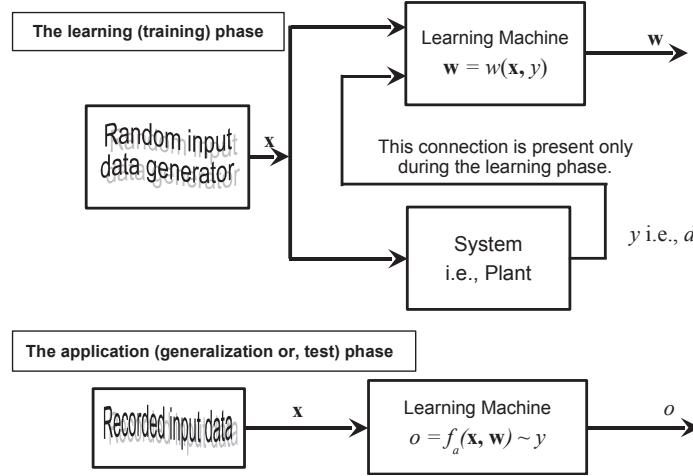 The learning (training) phase
Learning Machine
w = w(x, y)
w
Random input
data generator
x
This connection is present only
during the learning phase.
System
i.e., Plant
y i.e., d
The application (generalization or, test) phase
Recorded input data
x
Learning Machine
o = fa(x, w) ~ y
o